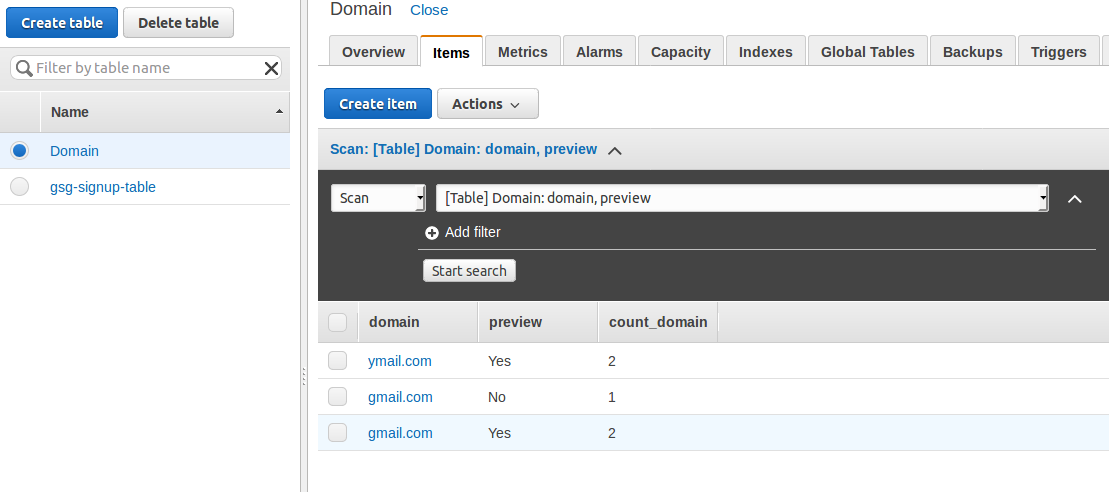 Create table Delete table
Filter by table name
Name
Domain
gsg-signup-table
Domain Close
Overview Items Metrics Alarms Capacity Indexes Global Tables Backups Triggers
Create item Actions
Scan: [Table] Domain: domain, preview
Scan [Table] Domain: domain, preview
Add filter
Start search
domain preview count_domain
ymail.com Yes 2
gmail.com No 1
gmail.com Yes 2